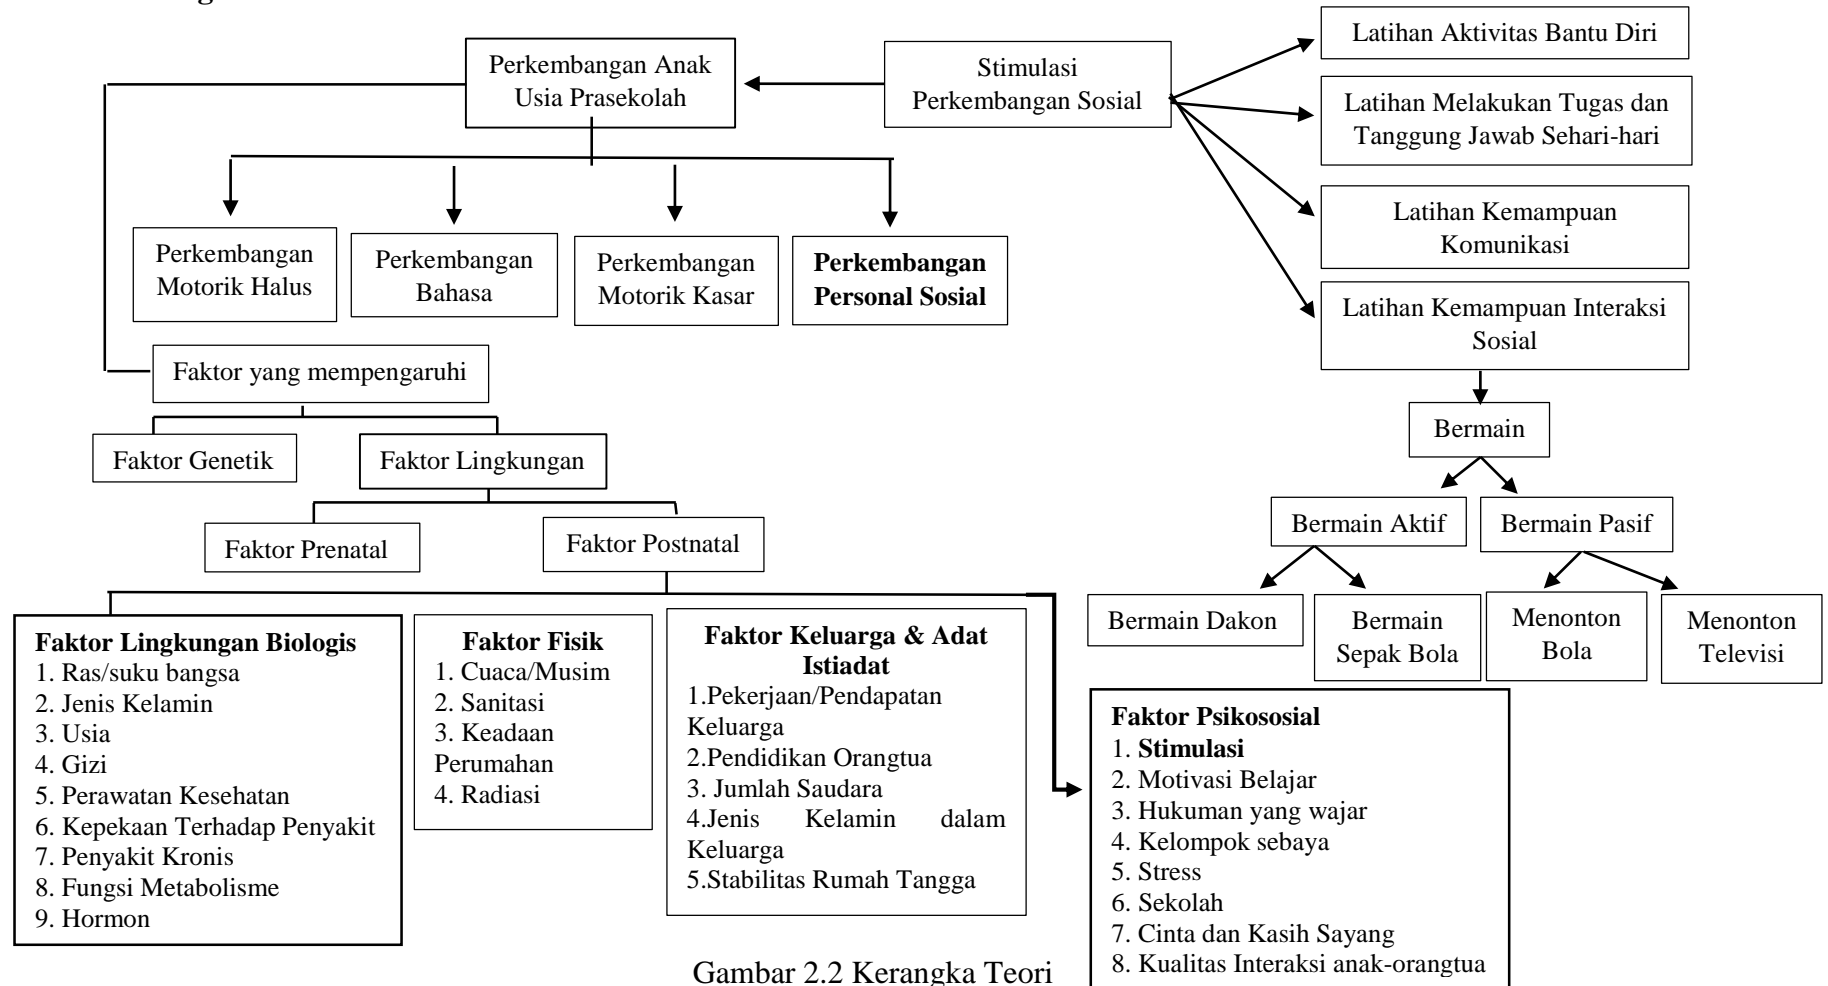 Perkembangan Anak
Usia Prasekolah
Stimulasi
Perkembangan Sosial
Latihan Aktivitas Bantu Diri
Latihan Melakukan Tugas dan
Tanggung Jawab Sehari-hari
Latihan Kemampuan
Komunikasi
Latihan Kemampuan Interaksi
Sosial
Perkembangan
Motorik Halus
Perkembangan
Bahasa
Perkembangan
Motorik Kasar
Perkembangan
Personal Sosial
Faktor yang mempengaruhi
Bermain
Faktor Genetik
Faktor Lingkungan
Bermain Aktif
Bermain Pasif
Faktor Prenatal
Faktor Postnatal
Bermain Dakon
Bermain
Sepak Bola
Menonton
Bola
Menonton
Televisi
Faktor Lingkungan Biologis
1. Ras/suku bangsa
2. Jenis Kelamin
3. Usia
4. Gizi
5. Perawatan Kesehatan
6. Kepekaan Terhadap Penyakit
7. Penyakit Kronis
8. Fungsi Metabolisme
9. Hormon
Faktor Fisik
1. Cuaca/Musim
2. Sanitasi
3. Keadaan
Perumahan
4. Radiasi
Faktor Keluarga & Adat
Istiadat
1.Pekerjaan/Pendapatan
Keluarga
2.Pendidikan Orangtua
3. Jumlah Saudara
4.Jenis Kelamin dalam
Keluarga
5.Stabilitas Rumah Tangga
Faktor Psikososial
1. Stimulasi
2. Motivasi Belajar
3. Hukuman yang wajar
4. Kelompok sebaya
5. Stress
6. Sekolah
7. Cinta dan Kasih Sayang
8. Kualitas Interaksi anak-orangtua
Gambar 2.2 Kerangka Teori